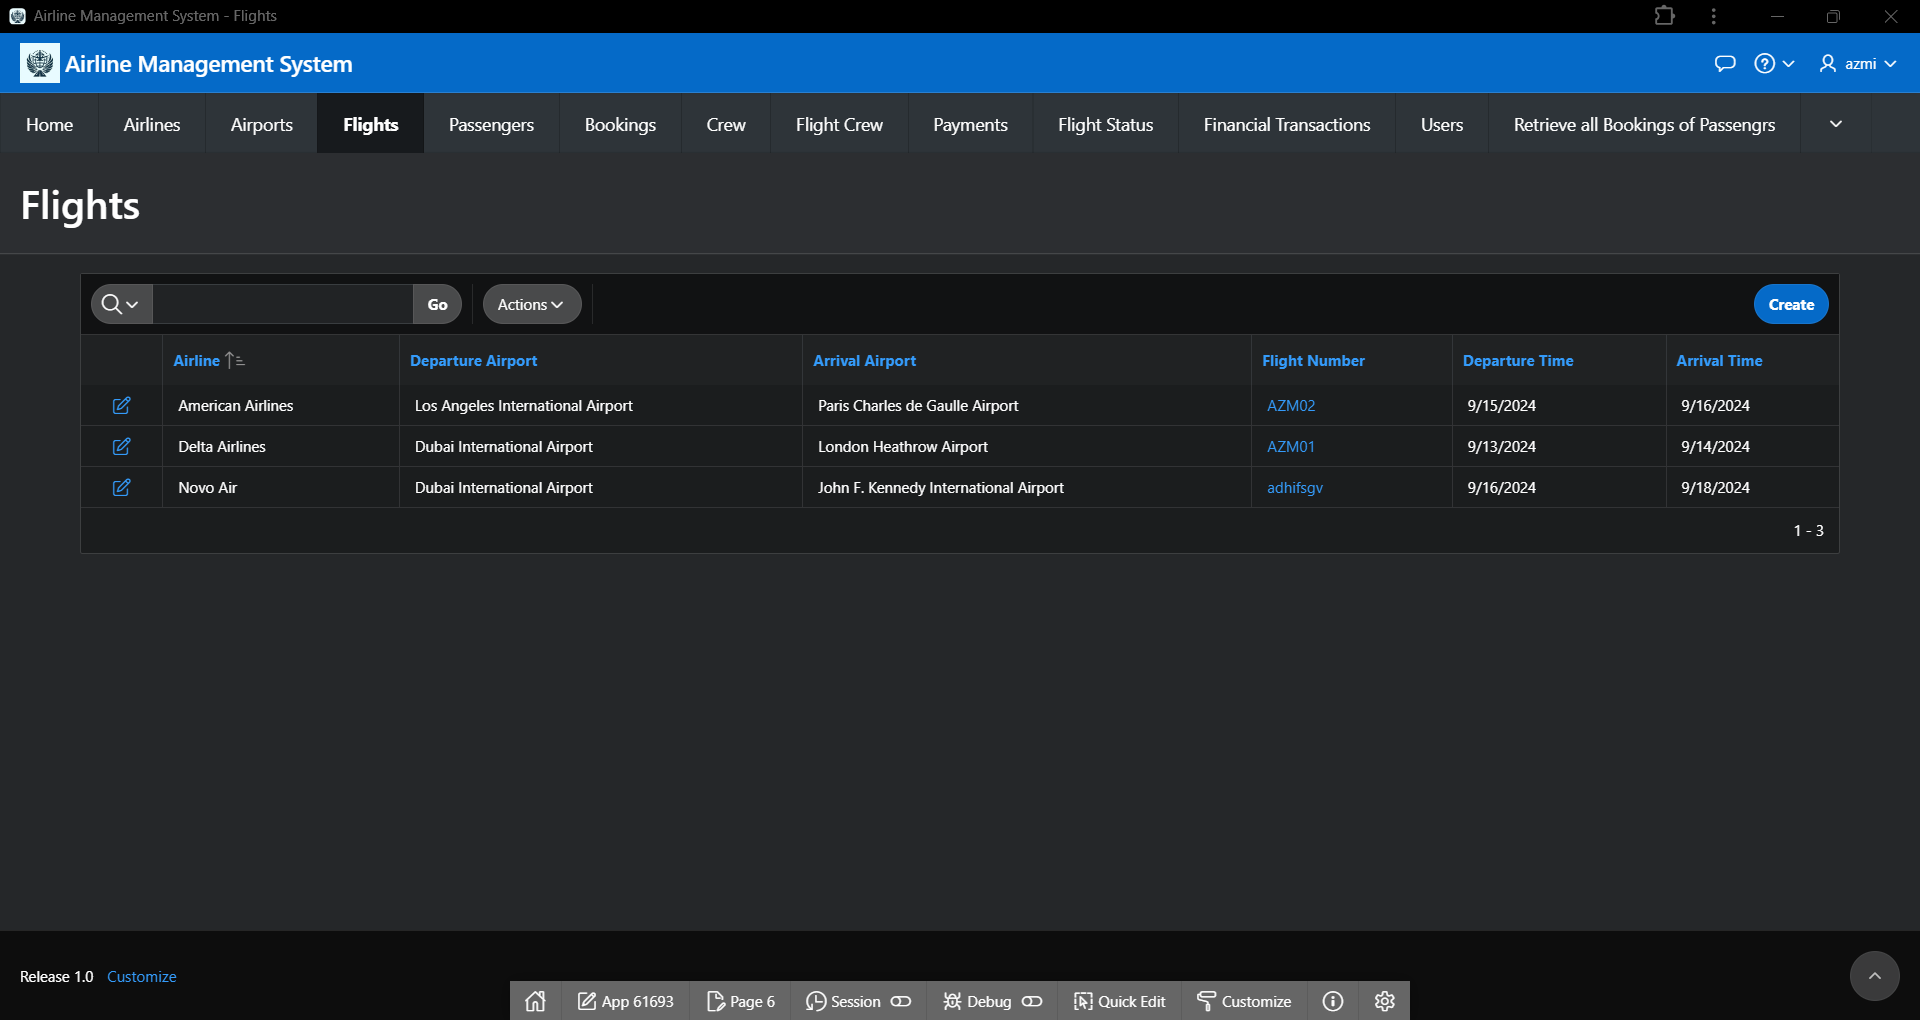 Airline Management System - Flights
Airline Management System
azmi
Home Airlines Airports Flights Passengers Bookings Crew Flight Crew Payments Flight Status Financial Transactions Users Retrieve all Bookings of Passengrs
Flights
Go Actions Create
Airline Departure Airport Arrival Airport Flight Number Departure Time Arrival Time
American Airlines Los Angeles International Airport Paris Charles de Gaulle Airport AZM02 9/15/2024 9/16/2024
Delta Airlines Dubai International Airport London Heathrow Airport AZM01 9/13/2024 9/14/2024
Novo Air Dubai International Airport John F. Kennedy International Airport adhifsgv 9/16/2024 9/18/2024
1 - 3
Release 1.0 Customize
App 61693 Page 6 Session Debug Quick Edit Customize